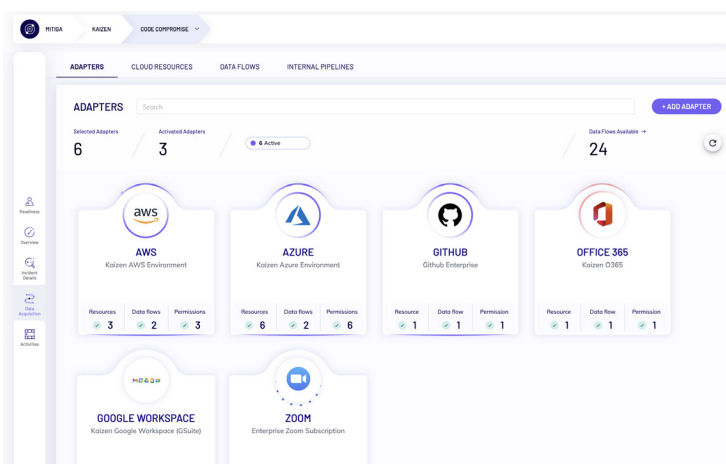 MITIGA KAIZEN CODE COMPROMISE
ADAPTERS CLOUD RESOURCES DATA FLOWS INTERNAL PIPELINES
ADAPTERS Search + ADD ADAPTER
Selected Adapters Activated Adapters Data Flows Available →
6 3 6 Active 24
Readiness
Overview
Incident
Details
Data
Acquisition
Activities
aws
AWS
Kaizen AWS Environment
Resources Data flows Permissions
3 2 3
AZURE
Kaizen Azure Environment
Resources Data flows Permissions
6 2 6
GITHUB
Github Enterprise
Resource Data flow Permission
1 1 1
OFFICE 365
Kaizen O365
Resource Data flow Permission
1 1 1
GOOGLE WORKSPACE
Kaizen Google Workspace (GSuite)
ZOOM
Enterprise Zoom Subscription